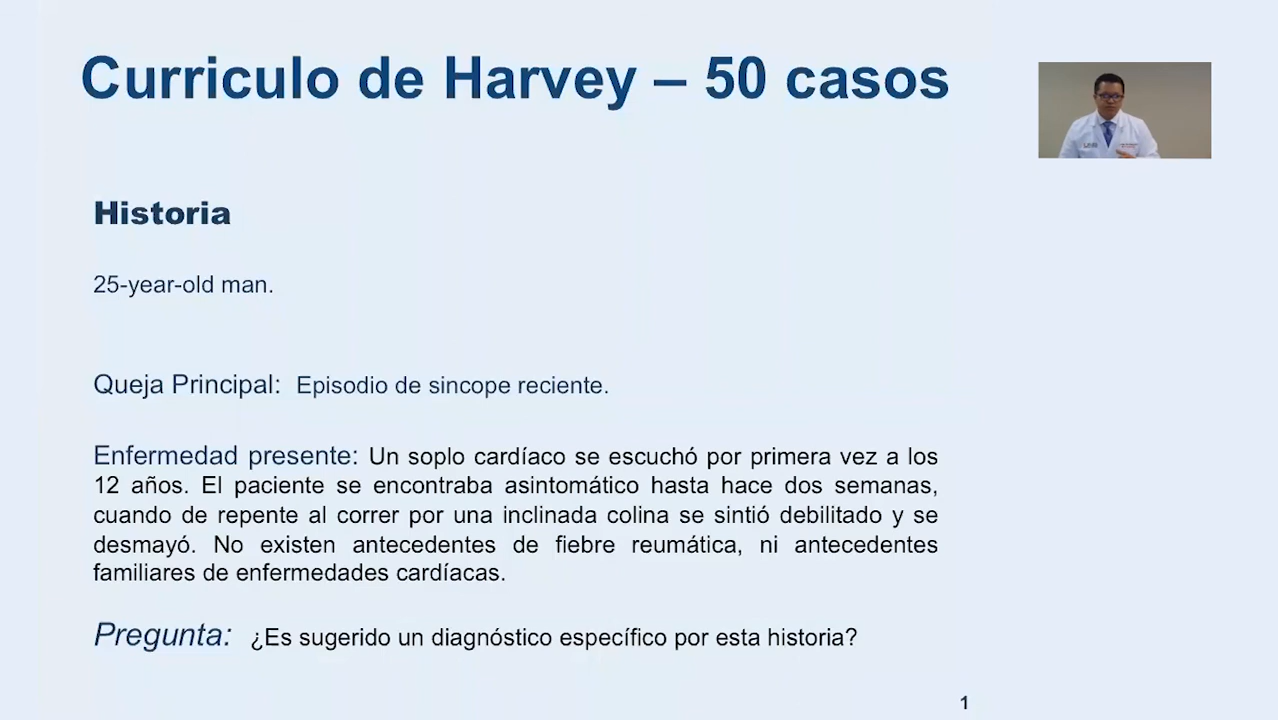 Curriculo de Harvey – 50 casos
Historia
25-year-old man.
Queja Principal: Episodio de sincope reciente.
Enfermedad presente: Un soplo cardíaco se escuchó por primera vez a los
12 años. El paciente se encontraba asintomático hasta hace dos semanas,
cuando de repente al correr por una inclinada colina se sintió debilitado y se
desmayó. No existen antecedentes de fiebre reumática, ni antecedentes
familiares de enfermedades cardíacas.
Pregunta: ¿Es sugerido un diagnóstico específico por esta historia?
1